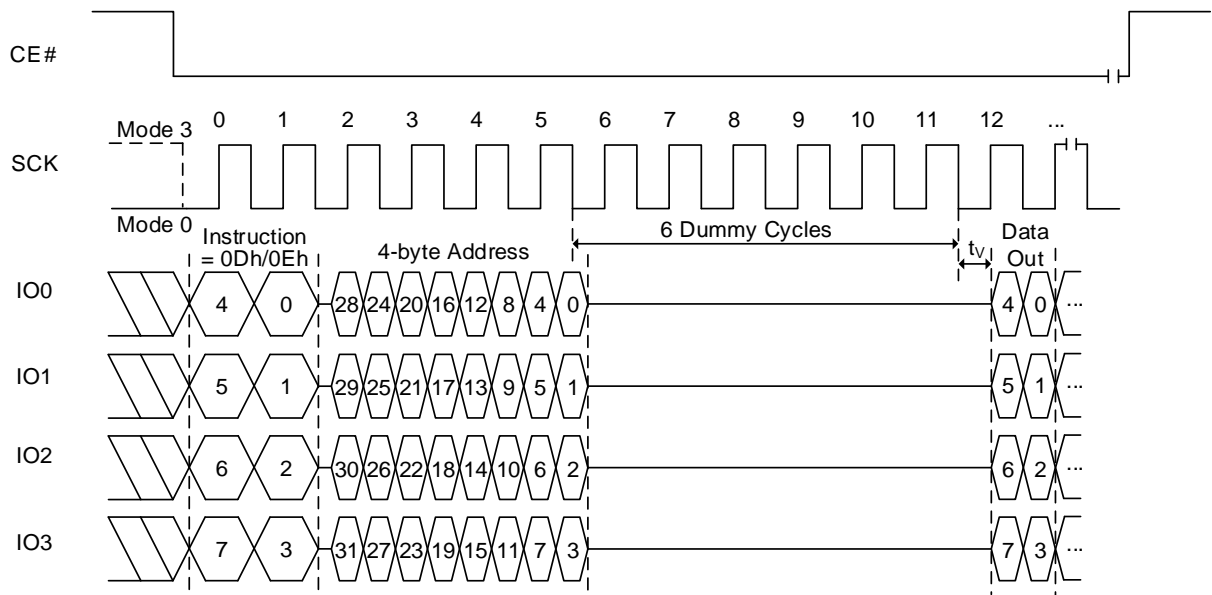 CE#
Mode 3
0 1 2 3 4 5 6 7 8 9 10 11 12 ...
SCK
Mode 0
Instruction
= 0Dh/0Eh
4-byte Address
6 Dummy Cycles
tV
Data
Out
IO0 4 0 28 24 20 16 12 8 4 0 4 0 ...
IO1 5 1 29 25 21 17 13 9 5 1 5 1 ...
IO2 6 2 30 26 22 18 14 10 6 2 6 2 ...
IO3 7 3 31 27 23 19 15 11 7 3 7 3 ...